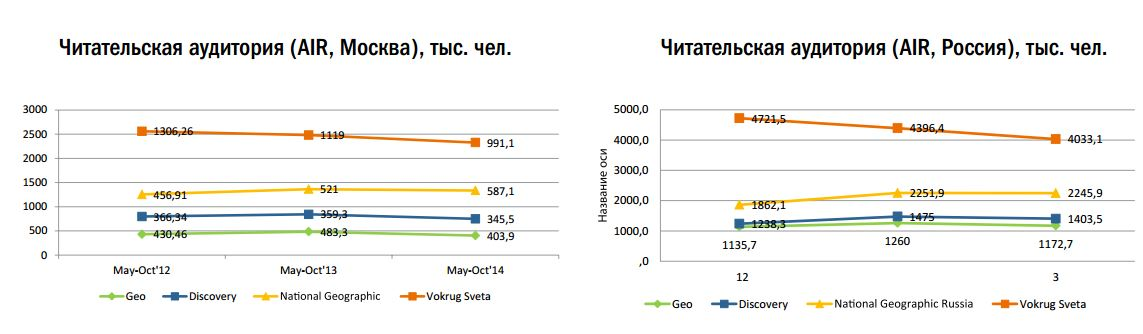 Читательская аудитория (AIR, Москва), тыс. чел.
3000
2500
2000
1500
1000
500
0
1306,26
1119
991,1
456,91
521
587,1
366,34
359,3
345,5
430,46
483,3
403,9
May-Oct'12
May-Oct'13
May-Oct'14
Geo
Discovery
National Geographic
Vokrug Sveta
Читательская аудитория (AIR, Россия), тыс. чел.
Название оси
5000,0
4000,0
3000,0
2000,0
1000,0
,0
4721,5
4396,4
4033,1
1862,1
2251,9
2245,9
1238,3
1475
1403,5
1135,7
1260
1172,7
12
3
Geo
Discovery
National Geographic Russia
Vokrug Sveta